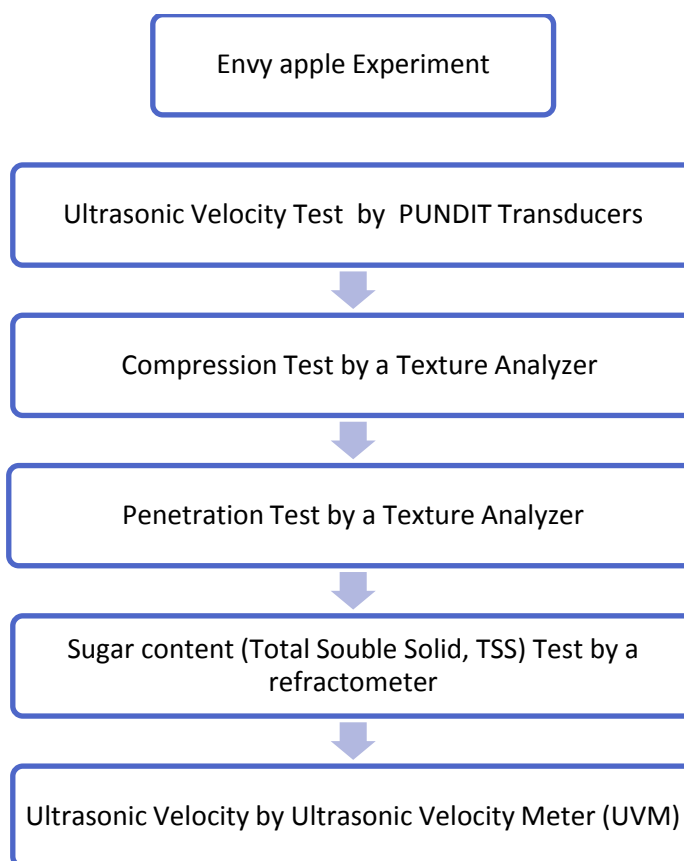 Envy apple Experiment
Ultrasonic Velocity Test by PUNDIT Transducers
Compression Test by a Texture Analyzer
Penetration Test by a Texture Analyzer
Sugar content (Total Souble Solid, TSS) Test by a
refractometer
Ultrasonic Velocity by Ultrasonic Velocity Meter (UVM)